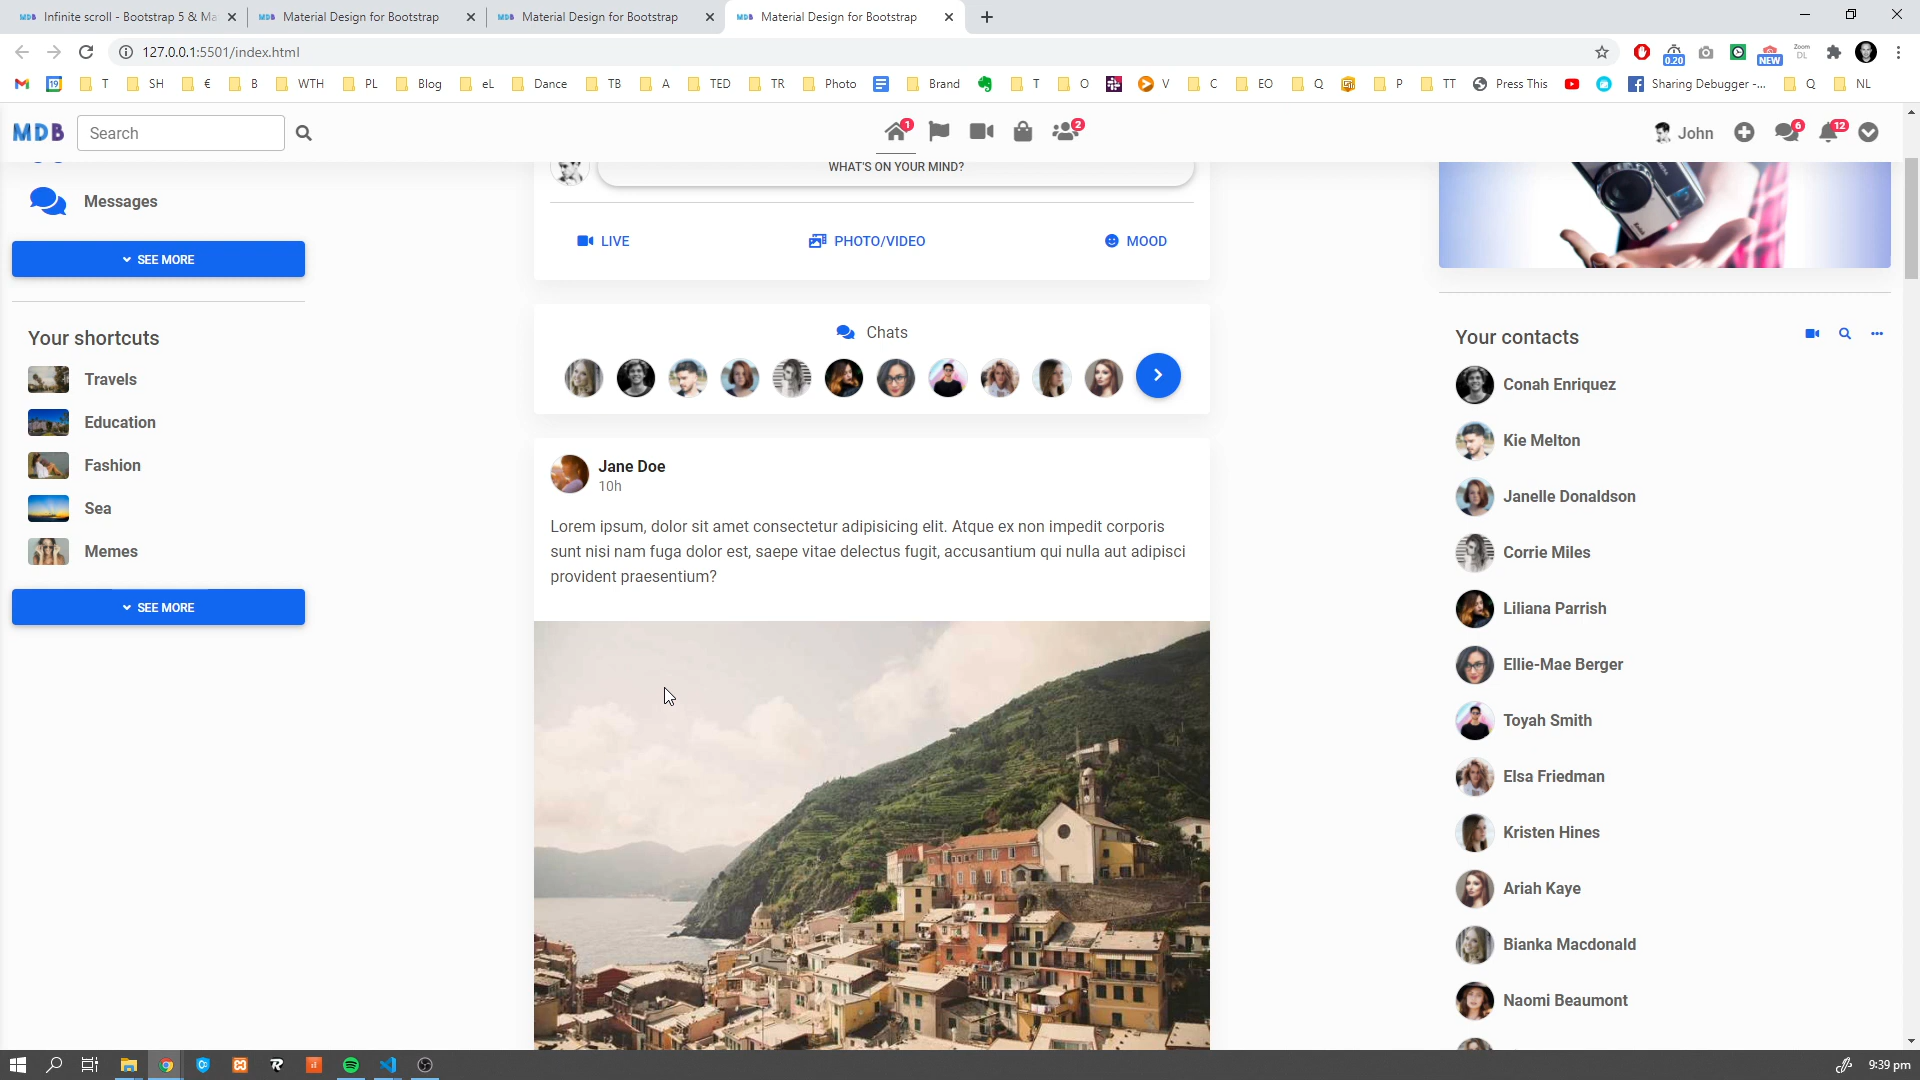 Infinite scroll - Bootstrap 5 & Ma
Material Design for Bootstrap
Material Design for Bootstrap
Material Design for Bootstrap
127.0.0.1:5501/index.html
0.20
NEW
Zoom
DL
19
T
SH
€
B
WTH
PL
Blog
eL
Dance
TB
A
TED
TR
Photo
Brand
T
O
V
C
EO
Q
P
TT
Press This
Sharing Debugger -...
Q
NL
MDB
Search
1
2
John
6
12
WHAT'S ON YOUR MIND?
Messages
LIVE
PHOTO/VIDEO
MOOD
SEE MORE
Your shortcuts
Travels
Education
Fashion
Sea
Memes
SEE MORE
Chats
Jane Doe
10h
Lorem ipsum, dolor sit amet consectetur adipisicing elit. Atque ex non impedit corporis
sunt nisi nam fuga dolor est, saepe vitae delectus fugit, accusantium qui nulla aut adipisci
provident praesentium?
Your contacts
Conah Enriquez
Kie Melton
Janelle Donaldson
Corrie Miles
Liliana Parrish
Ellie-Mae Berger
Toyah Smith
Elsa Friedman
Kristen Hines
Ariah Kaye
Bianka Macdonald
Naomi Beaumont
9:39 pm